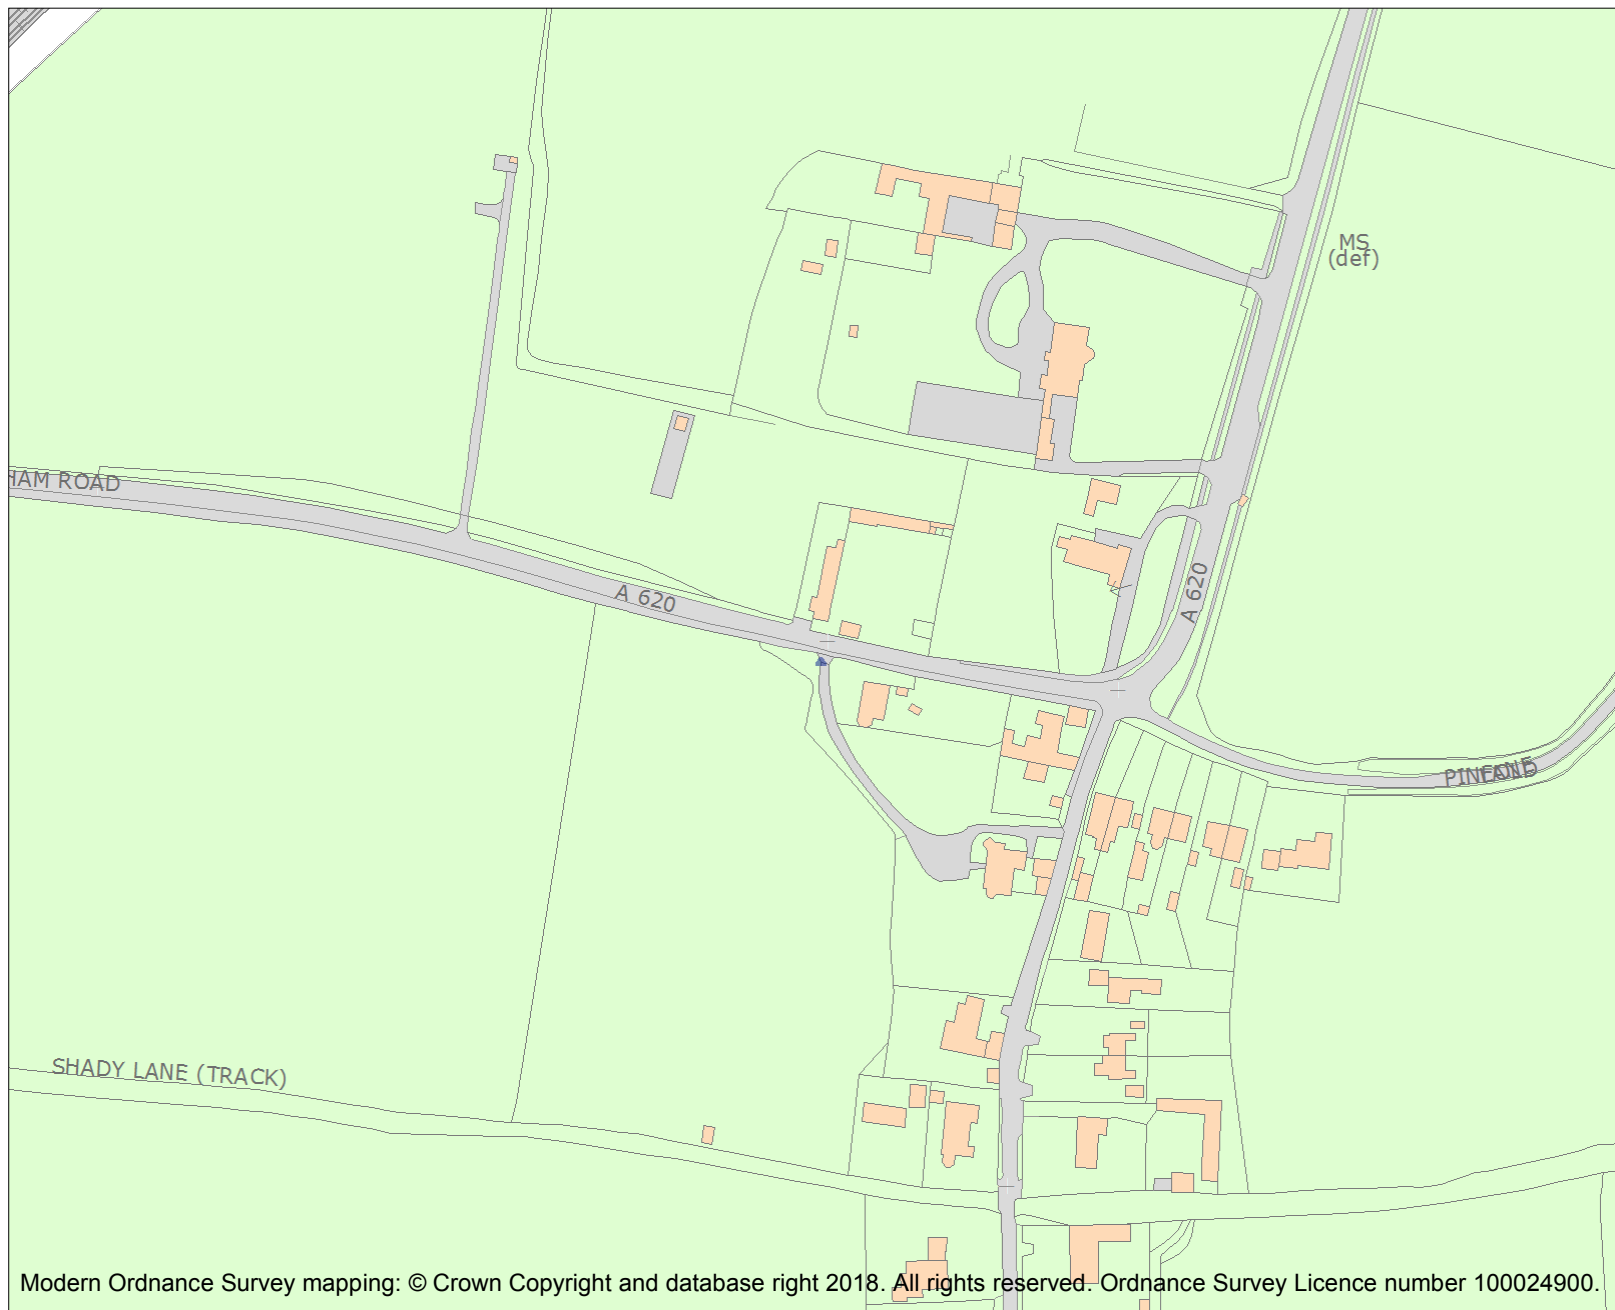 MS
(def)
HAM ROAD
A 620
A 620
PINFOLD
SHADY LANE (TRACK)
Modern Ordnance Survey mapping: © Crown Copyright and database right 2018. All rights reserved. Ordnance Survey Licence number 100024900.